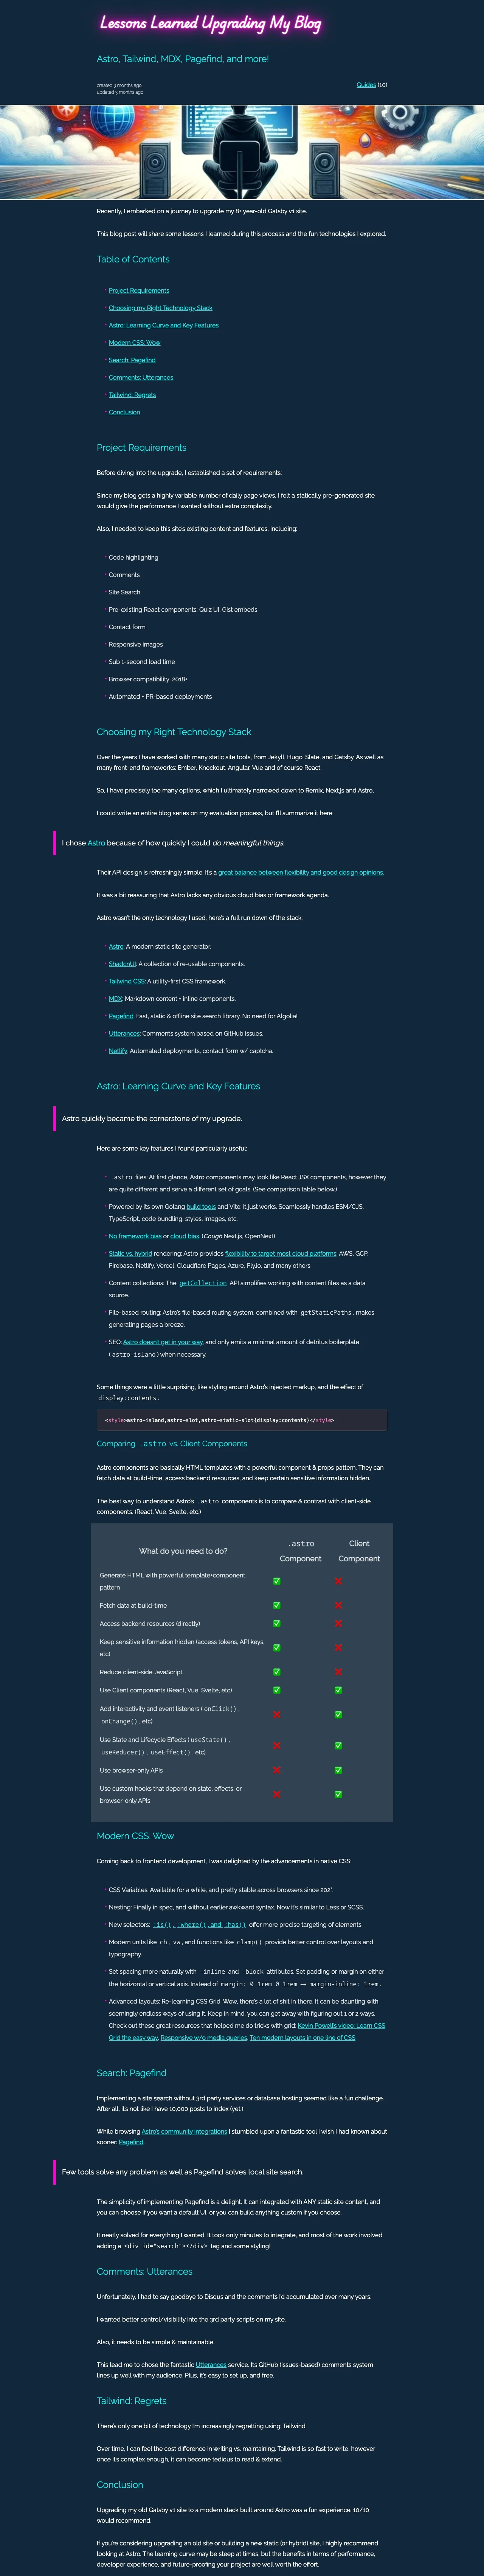 Lessons Learned Upgrading My Blog
Astro, Tailwind, MDX, Pagefind, and more!
created 3 months ago
updated 3 months ago.
Guides (10)
Recently, I embarked on a journey to upgrade my 8+ year-old Gatsby v1 site.
This blog post will share some lessons I learned during this process and the fun technologies I explored.
Table of Contents
Project Requirements
Choosing my Right Technology Stack
Astro: Learning Curve and Key Features
Modern CSS: Wow
Search: Pagefind
Comments: Utterances
Tailwind: Regrets
Conclusion
Project Requirements
Before diving into the upgrade, I established a set of requirements:
Since my blog gets a highly variable number of daily page views, I felt a statically pre-generated site
would give the performance I wanted without extra complexity.
Also, I needed to keep this site's existing content and features, including:
Code highlighting
Comments
Site Search
Pre-existing React components: Quiz UI, Gist embeds
Contact form
Responsive images
Sub 1-second load time
Browser compatibility: 2018+
Automated + PR-based deployments
Choosing my Right Technology Stack
Over the years I have worked with many static site tools, from Jekyll, Hugo, Slate, and Gatsby. As well as
many front-end frameworks: Ember, Knockout, Angular, Vue and of course React.
So, I have precisely too many options, which I ultimately narrowed down to Remix, Next.js and Astro.
I could write an entire blog series on my evaluation process, but I'll summarize it here:
I chose Astro because of how quickly I could do meaningful things.
Their API design is refreshingly simple. It's a great balance between flexibility and good design opinions.
It was a bit reassuring that Astro lacks any obvious cloud bias or framework agenda.
Astro wasn't the only technology I used, here's a full run down of the stack:
Astro: A modern static site generator.
ShadcnUI: A collection of re-usable components.
Tailwind CSS: A utility-first CSS framework.
MDX: Markdown content + inline components.
Pagefind: Fast, static & offline site search library. No need for Algolia!
Utterances: Comments system based on GitHub issues.
Netlify: Automated deployments, contact form w/ captcha.
Astro: Learning Curve and Key Features
Astro quickly became the cornerstone of my upgrade.
Here are some key features I found particularly useful:
.astro files: At first glance, Astro components may look like React JSX components, however they
are quite different and serve a different set of goals. (See comparison table below.)
Powered by its own Golang build tools and Vite: It just works. Seamlessly handles ESM/CJS,
TypeScript, code bundling, styles, images, etc.
No framework bias or cloud bias. (Cough Next.js, OpenNext)
Static vs. hybrid rendering: Astro provides flexibility to target most cloud platforms: AWS, GCP,
Firebase, Netlify, Vercel, Cloudflare Pages, Azure, Fly.io, and many others.
Content collections: The getCollection API simplifies working with content files as a data
source.
File-based routing: Astro's file-based routing system, combined with getStaticPaths, makes
generating pages a breeze.
SEO: Astro doesn't get in your way, and only emits a minimal amount of detritus boilerplate
(astro-island) when necessary.
Some things were a little surprising, like styling around Astro's injected markup, and the effect of
display:contents.
<style>astro-island,astro-slot,astro-static-slot{display:contents}</style>
Comparing .astro vs. Client Components
Astro components are basically HTML templates with a powerful component & props pattern. They can
fetch data at build-time, access backend resources, and keep certain sensitive information hidden.
The best way to understand Astro's .astro components is to compare & contrast with client-side
components. (React, Vue, Svelte, etc.)
What do you need to do? .astro Component Client Component
Generate HTML with powerful template+component
pattern ✅ ❌
Fetch data at build-time ✅ ❌
Access backend resources (directly) ✅ ❌
Keep sensitive information hidden (access tokens, API keys,
etc) ✅ ❌
Reduce client-side JavaScript ✅ ❌
Use Client components (React, Vue, Svelte, etc) ✅ ✅
Add interactivity and event listeners (onClick(),
onChange(), etc) ❌ ✅
Use State and Lifecycle Effects (useState(),
useReducer(), useEffect(), etc) ❌ ✅
Use browser-only APIs ❌ ✅
Use custom hooks that depend on state, effects, or
browser-only APIs ❌ ✅
Modern CSS: Wow
Coming back to frontend development, I was delighted by the advancements in native CSS:
CSS Variables: Available for a while, and pretty stable across browsers since 202*.
Nesting: Finally in spec, and without earlier awkward syntax. Now it's similar to Less or SCSS.
New selectors: :is(), :where(), and :has() offer more precise targeting of elements.
Modern units like ch, vw, and functions like clamp() provide better control over layouts and
typography.
Set spacing more naturally with -inline and -block attributes. Set padding or margin on either
the horizontal or vertical axis. Instead of margin: 0 1rem 0 1rem → margin-inline: 1rem.
Advanced layouts: Re-learning CSS Grid. Wow, there's a lot of shit in there. It can be daunting with
seemingly endless ways of using it. Keep in mind, you can get away with figuring out 1 or 2 ways.
Check out these great resources that helped me do tricks with grid: Kevin Powell's video: Learn CSS
Grid the easy way, Responsive w/o media queries, Ten modern layouts in one line of CSS.
Search: Pagefind
Implementing a site search without 3rd party services or database hosting seemed like a fun challenge.
After all, it's not like I have 10,000 posts to index (yet.)
While browsing Astro's community integrations I stumbled upon a fantastic tool I wish I had known about
sooner: Pagefind.
Few tools solve any problem as well as Pagefind solves local site search.
The simplicity of implementing Pagefind is a delight. It can integrated with ANY static site content, and
you can choose if you want a default UI, or you can build anything custom if you choose.
It neatly solved for everything I wanted. It took only minutes to integrate, and most of the work involved
adding a <div id="search"></div> tag and some styling!
Comments: Utterances
Unfortunately, I had to say goodbye to Disqus and the comments I'd accumulated over many years.
I wanted better control/visibility into the 3rd party scripts on my site.
Also, it needs to be simple & maintainable.
This lead me to chose the fantastic Utterances service. Its GitHub (issues-based) comments system
lines up well with my audience. Plus, it's easy to set up, and free.
Tailwind: Regrets
There's only one bit of technology I'm increasingly regretting using: Tailwind.
Over time, I can feel the cost difference in writing vs. maintaining. Tailwind is so fast to write, however
once it's complex enough, it can become tedious to read & extend.
Conclusion
Upgrading my old Gatsby v1 site to a modern stack built around Astro was a fun experience. 10/10
would recommend.
If you're considering upgrading an old site or building a new static (or hybrid) site, I highly recommend
looking at Astro. The learning curve may be steep at times, but the benefits in terms of performance,
developer experience, and future-proofing your project are well worth the effort.